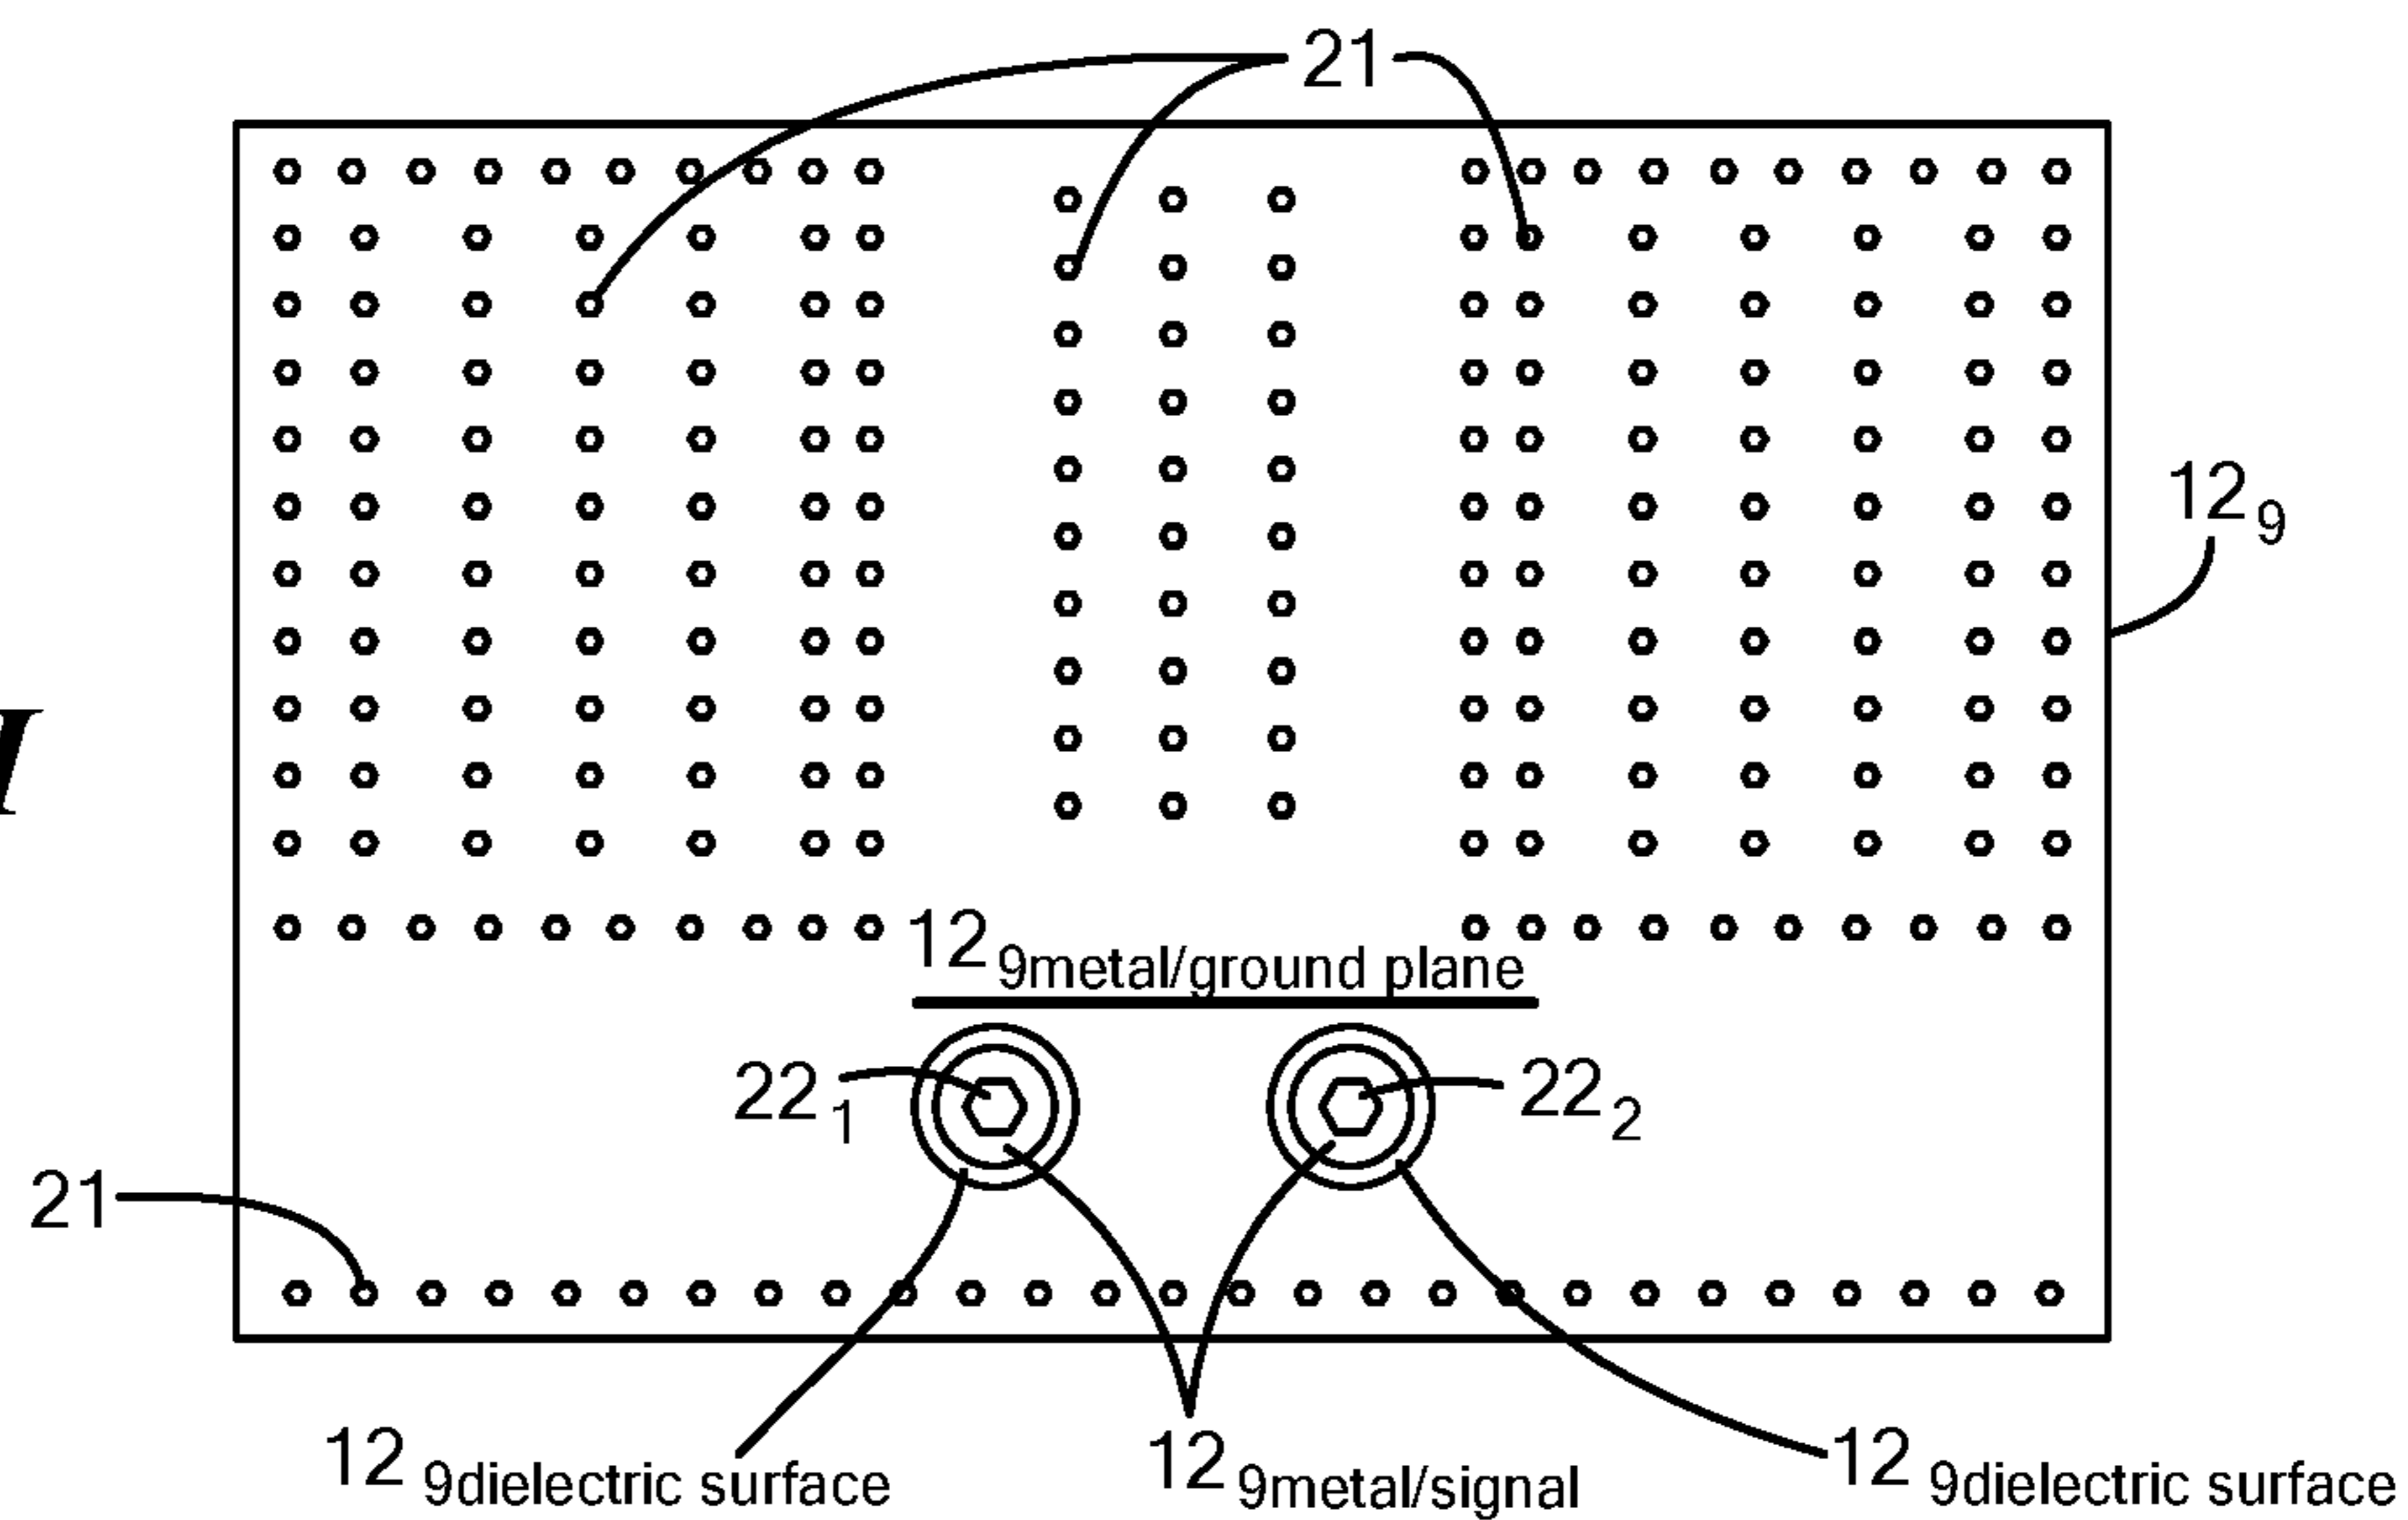 21
12 9
I
12 9metal/ground plane
22 1
22 2
21
12 9dielectric surface
12 9metal/signal
12 9dielectric surface